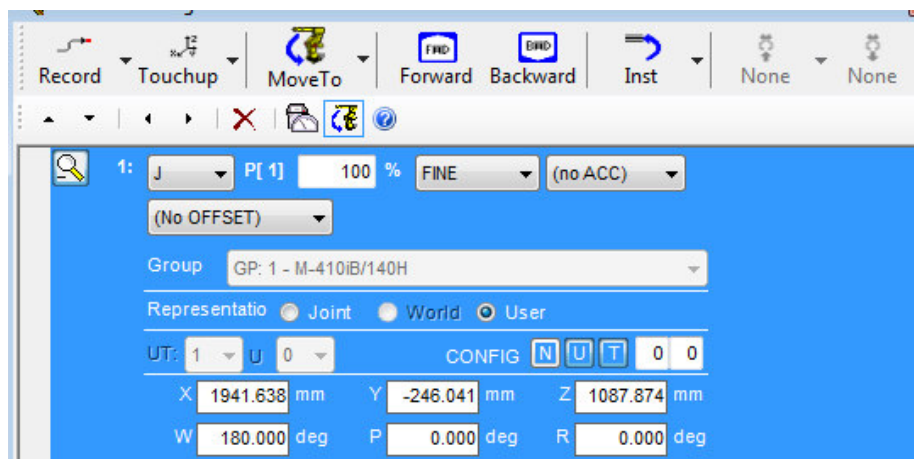 Record Touchup MoveTo FWD Forward BWD Backward Inst None None
1: J P[ 1] 100 % FINE (no ACC)
(No OFFSET)
Group GP: 1 - M-410iB/140H
Representatio Joint World User
UT: 1 U 0 CONFIG N U T 0 0
X 1941.638 mm Y -246.041 mm Z 1087.874 mm
W 180.000 deg P 0.000 deg R 0.000 deg